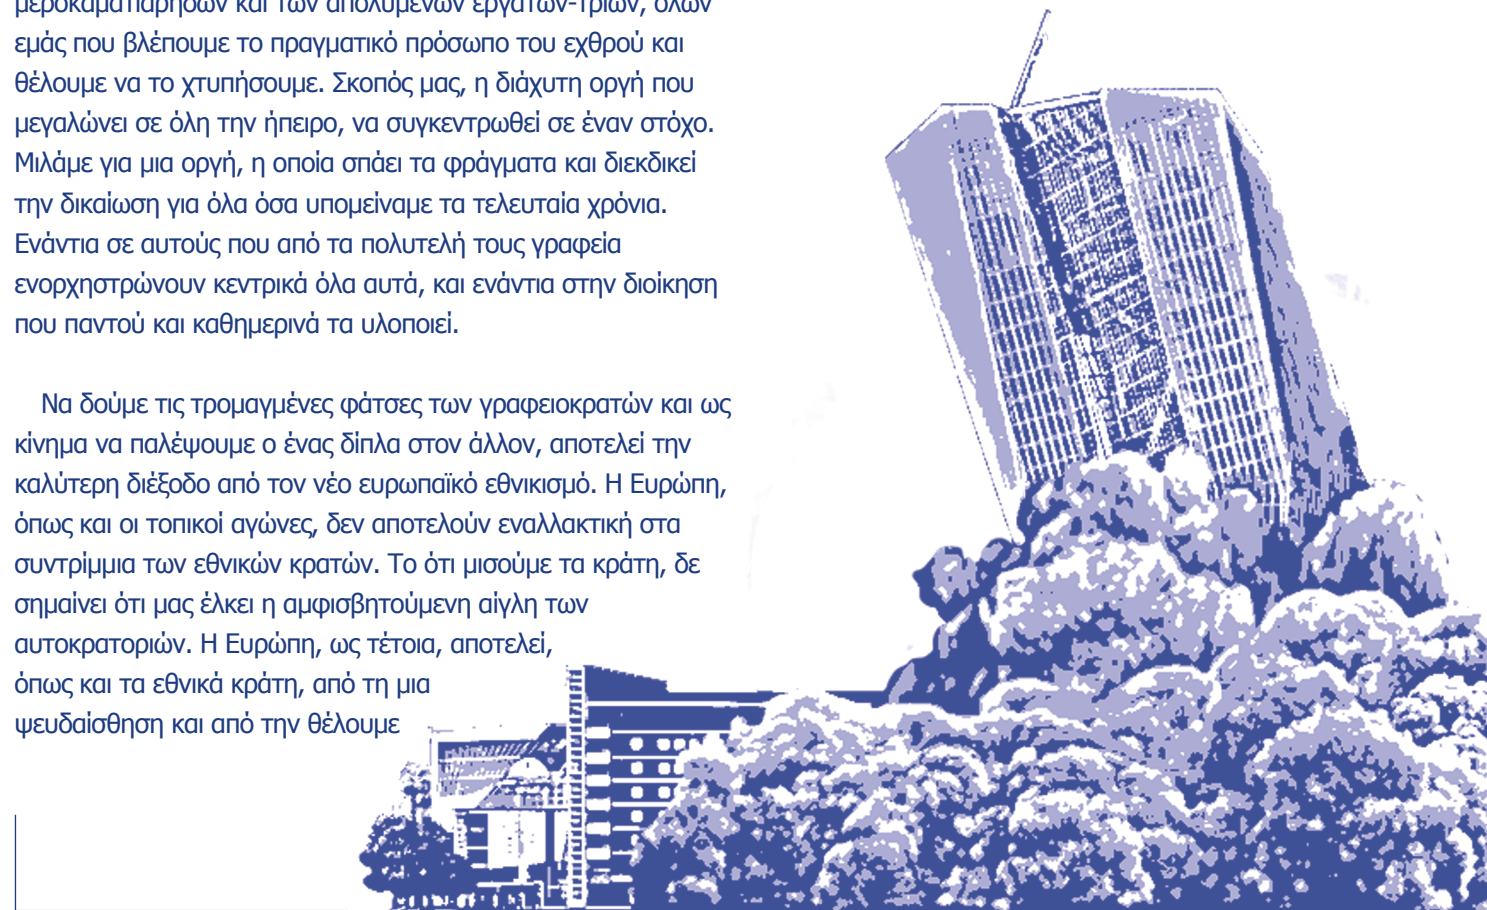 μεροκαματιάρηδων και των απολυμένων εργατών-τριών, όλων
εμάς που βλέπουμε το πραγματικό πρόσωπο του εχθρού και
θέλουμε να το χτυπήσουμε. Σκοπός μας, η διάχυτη οργή που
μεγαλώνει σε όλη την ήπειρο, να συγκεντρωθεί σε έναν στόχο.
Μιλάμε για μια οργή, η οποία σπάει τα φράγματα και διεκδικεί
την δικαίωση για όλα όσα υπομείναμε τα τελευταία χρόνια.
Ενάντια σε αυτούς που από τα πολυτελή τους γραφεία
ενορχηστρώνουν κεντρικά όλα αυτά, και ενάντια στην διοίκηση
που παντού και καθημερινά τα υλοποιεί.
Να δούμε τις τρομαγμένες φάτσες των γραφειοκρατών και ως
κίνημα να παλέψουμε ο ένας δίπλα στον άλλον, αποτελεί την
καλύτερη διέξοδο από τον νέο ευρωπαϊκό εθνικισμό. Η Ευρώπη,
όπως και οι τοπικοί αγώνες, δεν αποτελούν εναλλακτική στα
συντρίμμια των εθνικών κρατών. Το ότι μισούμε τα κράτη, δε
σημαίνει ότι μας έλκει η αμφισβητούμενη αίγλη των
αυτοκρατοριών. Η Ευρώπη, ως τέτοια, αποτελεί,
όπως και τα εθνικά κράτη, από τη μια
ψευδαίσθηση και από την θέλουμε